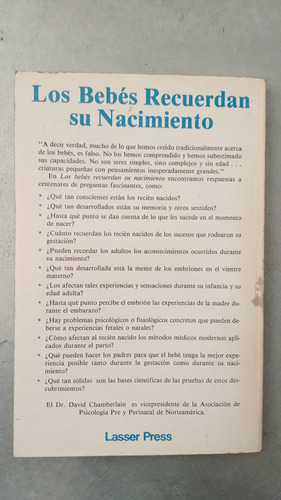 Los Bebés Recuerdan
su Nacimiento
"A decir verdad, mucho de lo que hemos creído tradicionalmente acerca
de los bebés, es falso. No los hemos comprendido y hemos subestimado
sus capacidades. No son seres simples, sino complejos y sin edad . . .
criaturas pequeñas con pensamientos inesperadamente grandes."
En Los bebés recuerdan su nacimiento encontramos respuestas a
centenares de preguntas fascinantes, como:
• ¿Qué tan conscientes están los recién nacidos?
• ¿Qué tan desarrollados están su memoria y otros sentidos?
• ¿Hasta qué punto se dan cuenta de lo que les sucede en el momento
de nacer?
• ¿Cuánto recuerdan los recién nacidos de los sucesos que rodearon su
gestación?
• ¿Pueden recordar los adultos los acontecimientos ocurridos durante
su nacimiento?
• ¿Qué tan desarrollada está la mente de los embriones en el vientre
materno?
• ¿Los afectan tales experiencias y sensaciones durante su infancia y su
edad adulta?
• ¿Hasta qué punto percibe el embrión las experiencias de la madre du-
rante el embarazo?
• ¿Hay problemas psicológicos o fisiológicos concretos que pueden de-
berse a experiencias fetales o natales?
• ¿Cómo afectan al recién nacido los métodos médicos modernos apli-
cados durante el parto?
• ¿Qué pueden hacer los padres para que el bebé tenga la mejor expe-
riencia posible tanto durante la gestación como durante su naci-
miento?
• ¿Qué tan sólidas son las bases científicas de las pruebas de estos des-
cubrimientos?
El Dr. David Chamberlain es vicepresidente de la Asociación de
Psicología Pre y Perinatal de Norteamérica.
Lasser Press